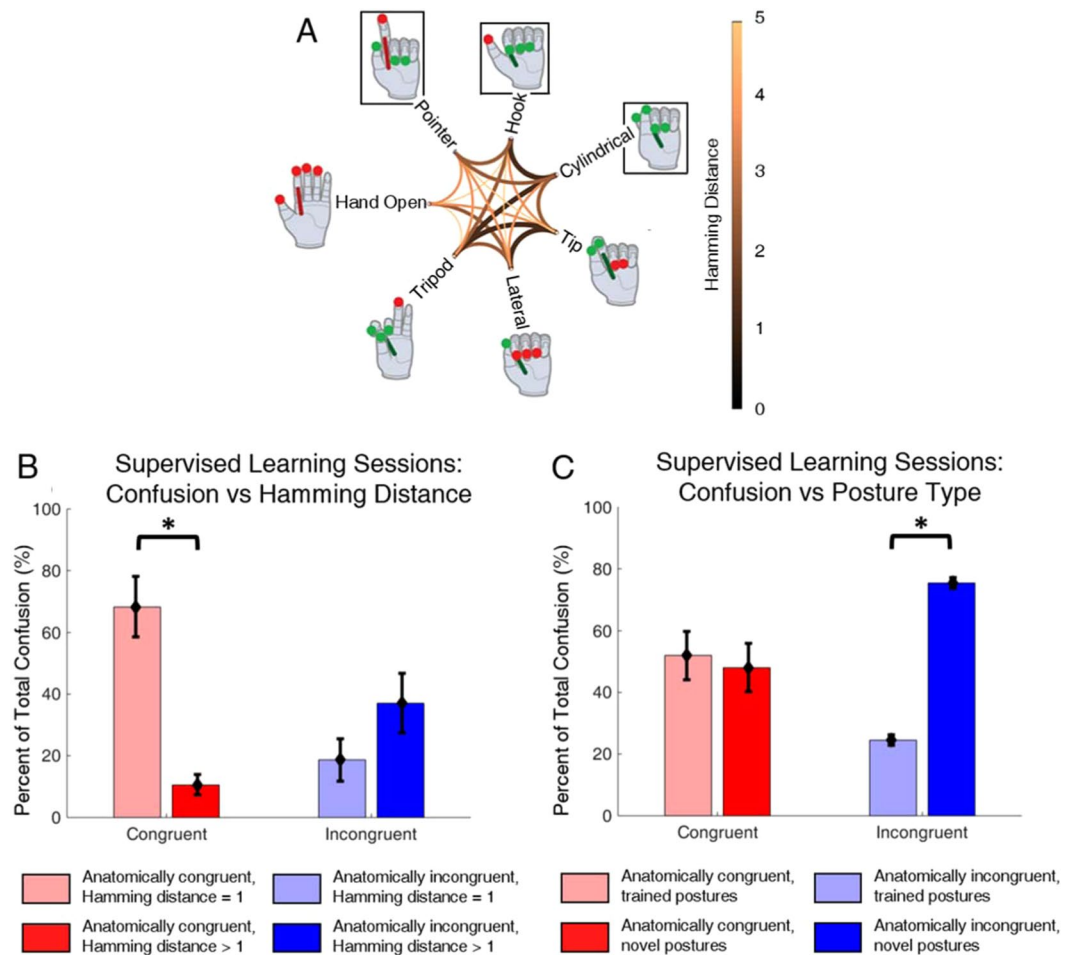 A
Pointer
Hook
Cylindrical
Hand Open
Tip
Tripod
Lateral
Hamming Distance
5
4
3
2
1
0
B
Supervised Learning Sessions:
Confusion vs Hamming Distance
Percent of Total Confusion (%)
100
80
60
40
20
0
*
Congruent
Incongruent
Anatomically congruent,
Hamming distance = 1
Anatomically incongruent,
Hamming distance = 1
Anatomically congruent,
Hamming distance > 1
Anatomically incongruent,
Hamming distance > 1
C
Supervised Learning Sessions:
Confusion vs Posture Type
Percent of Total Confusion (%)
100
80
60
40
20
0
*
Congruent
Incongruent
Anatomically congruent,
trained postures
Anatomically incongruent,
trained postures
Anatomically congruent,
novel postures
Anatomically incongruent,
novel postures